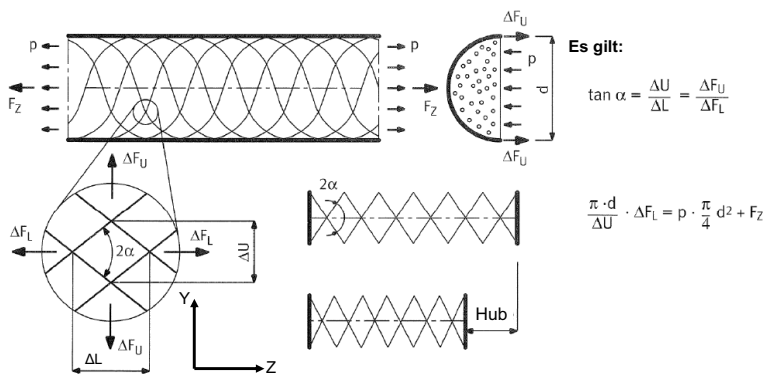 ΔF_U
p
p
Es gilt:
p
tan α = ΔU/ΔL = ΔF_U/ΔF_L
d
F_Z
F_Z
ΔF_U
ΔF_U
2α
π·d/ΔU · ΔF_L = p · π/4 d² + F_Z
ΔF_L
2α
ΔF_L
ΔU
Y
Hub
ΔF_U
ΔL
Z